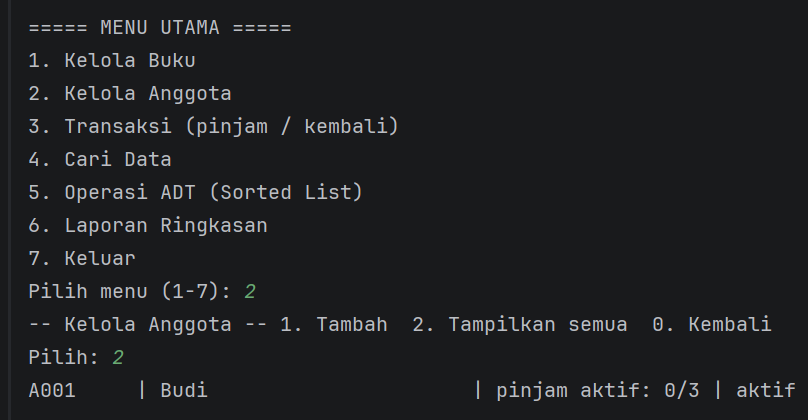 ===== MENU UTAMA =====
1. Kelola Buku
2. Kelola Anggota
3. Transaksi (pinjam / kembali)
4. Cari Data
5. Operasi ADT (Sorted List)
6. Laporan Ringkasan
7. Keluar
Pilih menu (1-7): 2
-- Kelola Anggota -- 1. Tambah  2. Tampilkan semua  0. Kembali
Pilih: 2
A001     | Budi                      | pinjam aktif: 0/3 | aktif